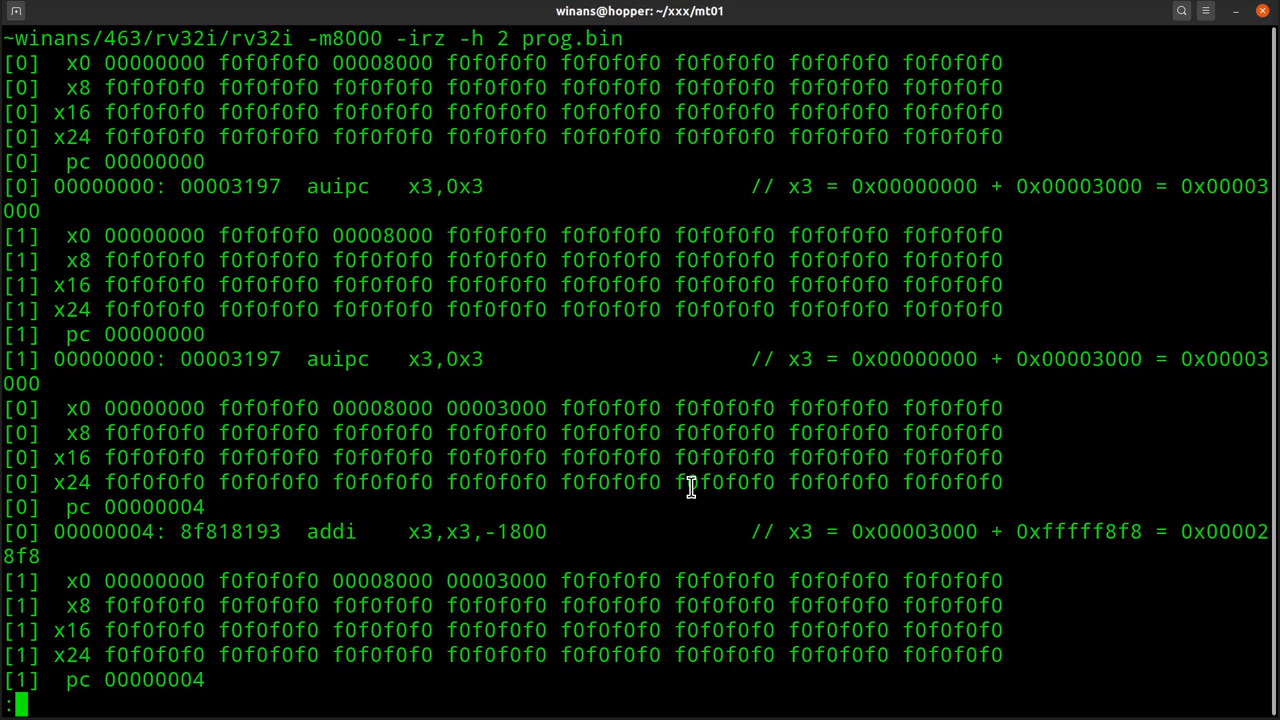 winans@hopper: ~/xxx/mt01
~winans/463/rv32i/rv32i -m8000 -irz -h 2 prog.bin
[0]  x0 00000000 f0f0f0f0 00008000 f0f0f0f0 f0f0f0f0 f0f0f0f0 f0f0f0f0 f0f0f0f0
[0]  x8 f0f0f0f0 f0f0f0f0 f0f0f0f0 f0f0f0f0 f0f0f0f0 f0f0f0f0 f0f0f0f0 f0f0f0f0
[0] x16 f0f0f0f0 f0f0f0f0 f0f0f0f0 f0f0f0f0 f0f0f0f0 f0f0f0f0 f0f0f0f0 f0f0f0f0
[0] x24 f0f0f0f0 f0f0f0f0 f0f0f0f0 f0f0f0f0 f0f0f0f0 f0f0f0f0 f0f0f0f0 f0f0f0f0
[0]  pc 00000000
[0] 00000000: 00003197  auipc   x3,0x3                     // x3 = 0x00000000 + 0x00003000 = 0x00003
000
[1]  x0 00000000 f0f0f0f0 00008000 f0f0f0f0 f0f0f0f0 f0f0f0f0 f0f0f0f0 f0f0f0f0
[1]  x8 f0f0f0f0 f0f0f0f0 f0f0f0f0 f0f0f0f0 f0f0f0f0 f0f0f0f0 f0f0f0f0 f0f0f0f0
[1] x16 f0f0f0f0 f0f0f0f0 f0f0f0f0 f0f0f0f0 f0f0f0f0 f0f0f0f0 f0f0f0f0 f0f0f0f0
[1] x24 f0f0f0f0 f0f0f0f0 f0f0f0f0 f0f0f0f0 f0f0f0f0 f0f0f0f0 f0f0f0f0 f0f0f0f0
[1]  pc 00000000
[1] 00000000: 00003197  auipc   x3,0x3                     // x3 = 0x00000000 + 0x00003000 = 0x00003
000
[0]  x0 00000000 f0f0f0f0 00008000 00003000 f0f0f0f0 f0f0f0f0 f0f0f0f0 f0f0f0f0
[0]  x8 f0f0f0f0 f0f0f0f0 f0f0f0f0 f0f0f0f0 f0f0f0f0 f0f0f0f0 f0f0f0f0 f0f0f0f0
[0] x16 f0f0f0f0 f0f0f0f0 f0f0f0f0 f0f0f0f0 f0f0f0f0 f0f0f0f0 f0f0f0f0 f0f0f0f0
[0] x24 f0f0f0f0 f0f0f0f0 f0f0f0f0 f0f0f0f0 f0f0f0f0 f0f0f0f0 f0f0f0f0 f0f0f0f0
[0]  pc 00000004
[0] 00000004: 8f818193  addi    x3,x3,-1800                // x3 = 0x00003000 + 0xfffff8f8 = 0x00002
8f8
[1]  x0 00000000 f0f0f0f0 00008000 00003000 f0f0f0f0 f0f0f0f0 f0f0f0f0 f0f0f0f0
[1]  x8 f0f0f0f0 f0f0f0f0 f0f0f0f0 f0f0f0f0 f0f0f0f0 f0f0f0f0 f0f0f0f0 f0f0f0f0
[1] x16 f0f0f0f0 f0f0f0f0 f0f0f0f0 f0f0f0f0 f0f0f0f0 f0f0f0f0 f0f0f0f0 f0f0f0f0
[1] x24 f0f0f0f0 f0f0f0f0 f0f0f0f0 f0f0f0f0 f0f0f0f0 f0f0f0f0 f0f0f0f0 f0f0f0f0
[1]  pc 00000004
: